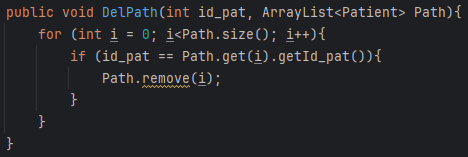 public void DelPath(int id_pat, ArrayList<Patient> Path){
    for (int i = 0; i<Path.size(); i++){
        if (id_pat == Path.get(i).getId_pat()){
            Path.remove(i);
        }
    }
}